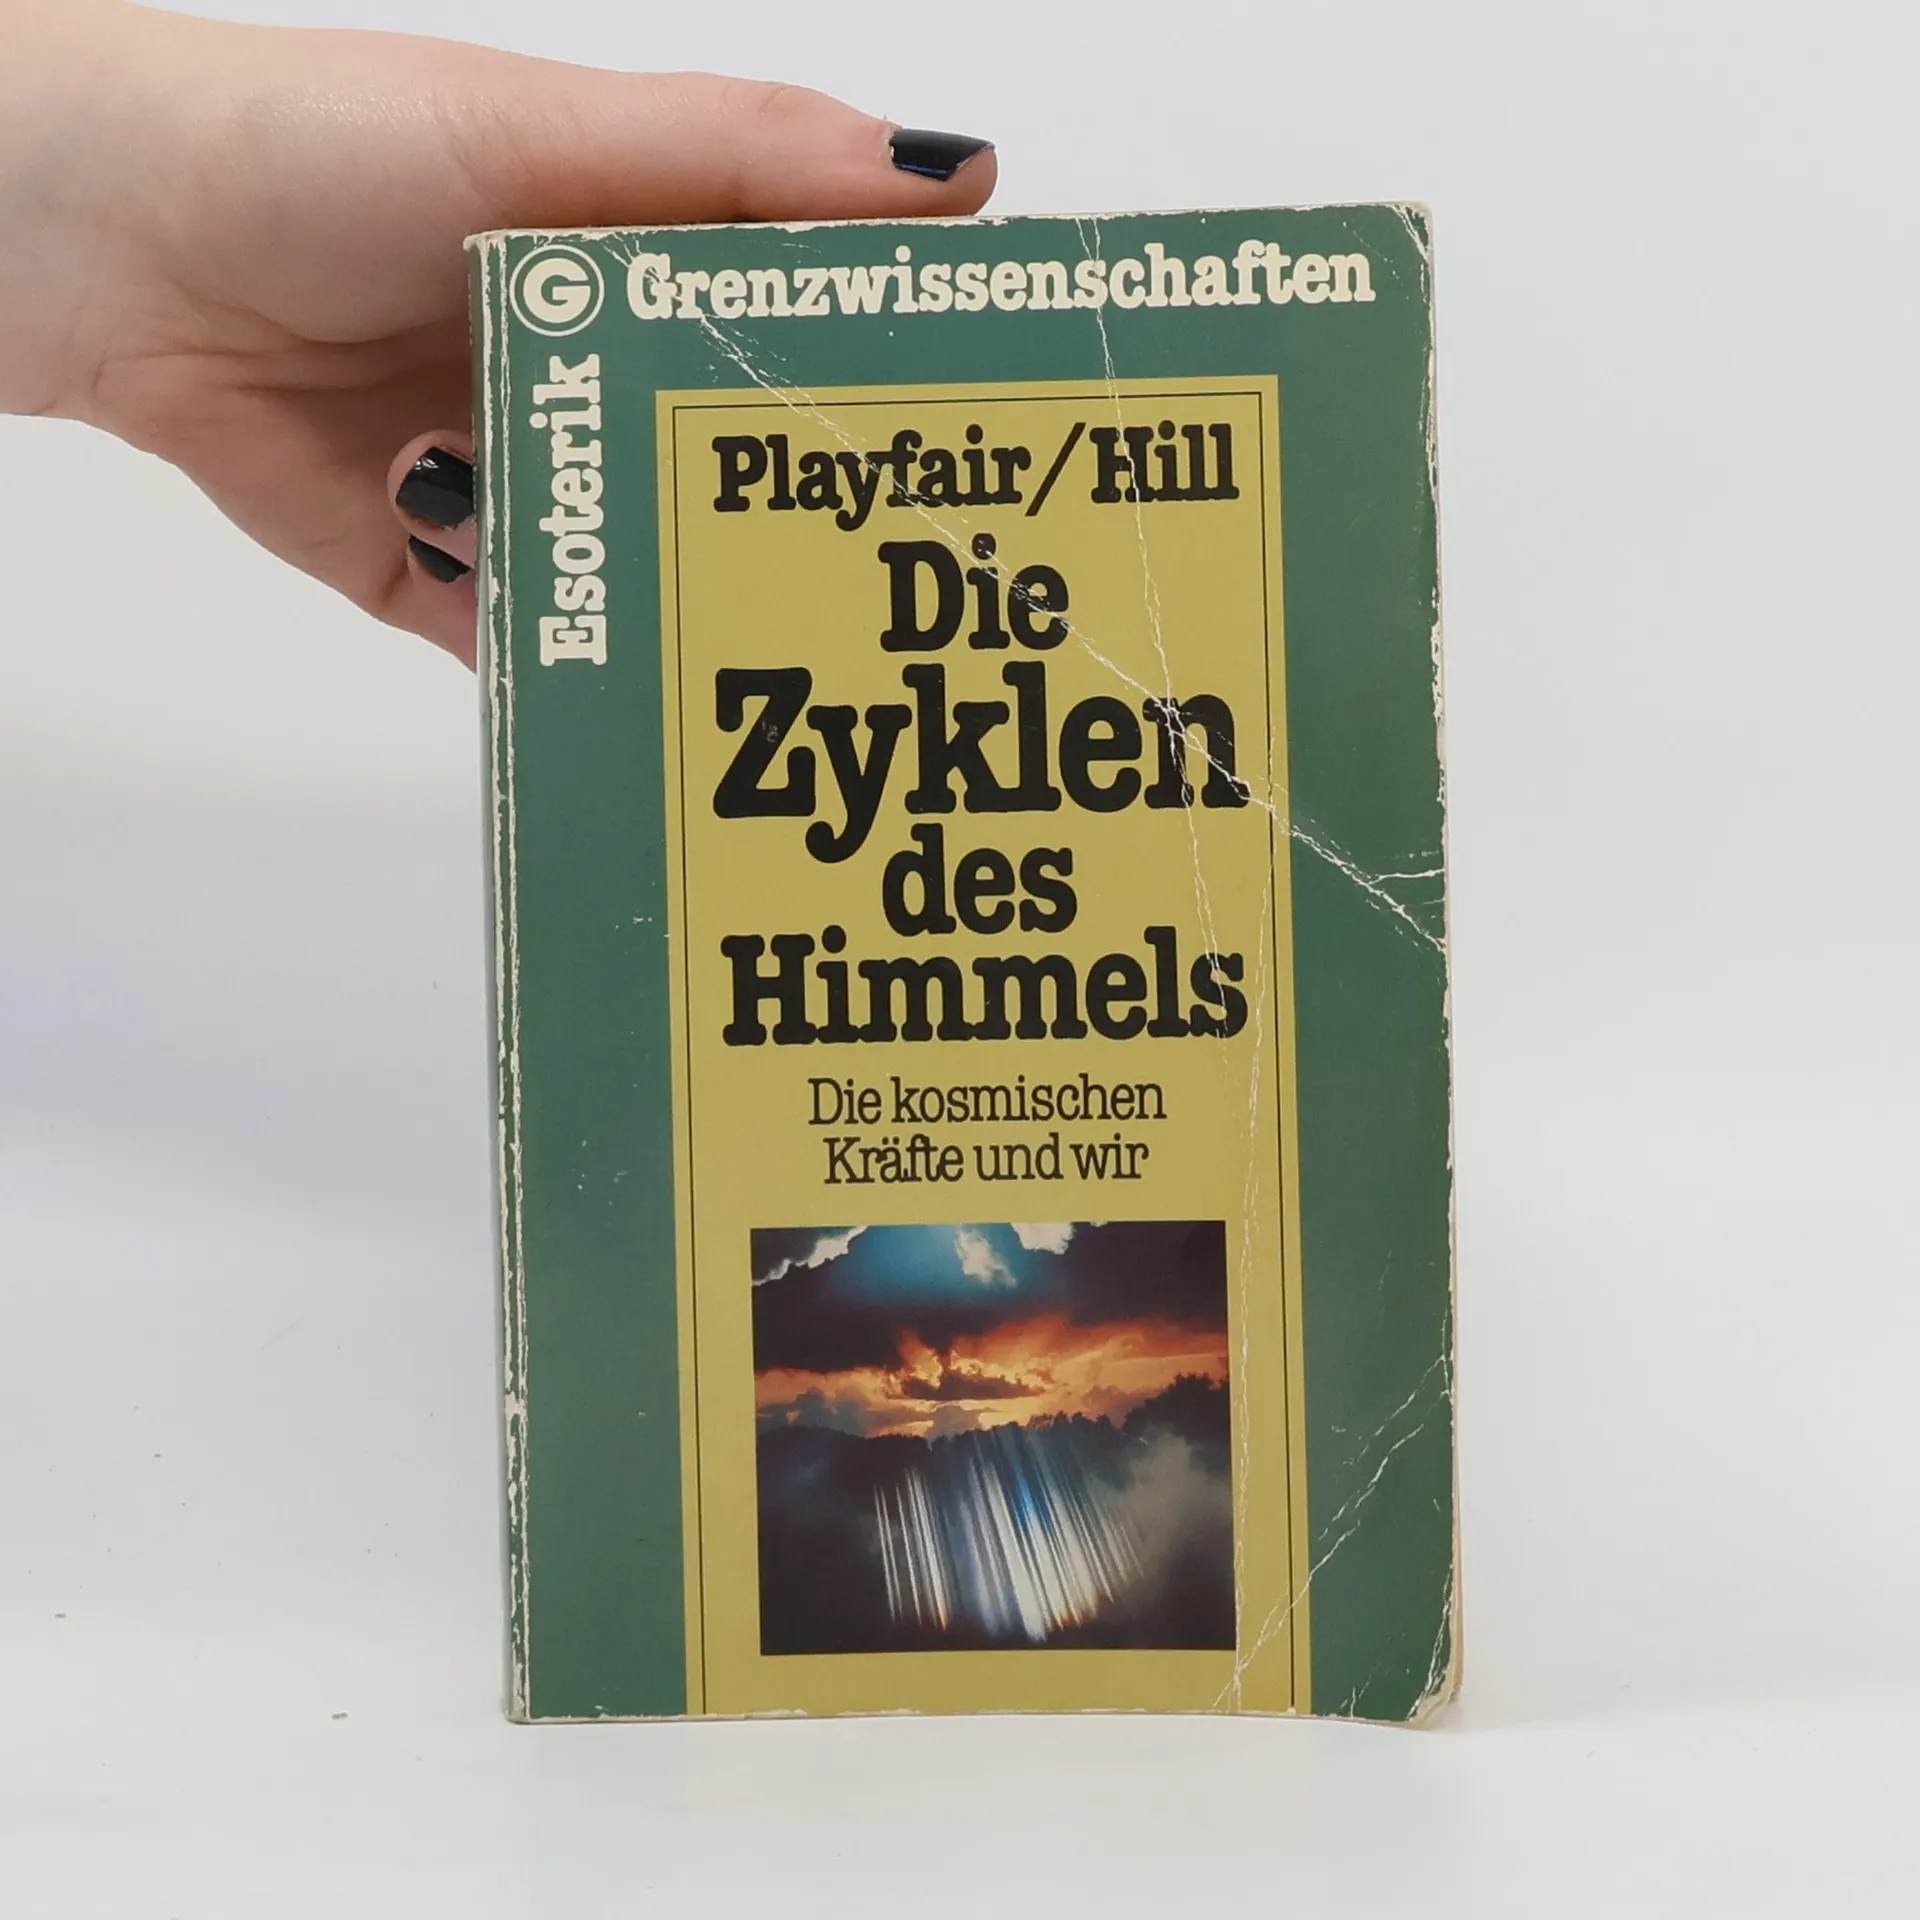 G Grenzwissenschaften
Esoterik
Playfair/Hill
Die
Zyklen
des
Himmels
Die kosmischen
Kräfte und wir